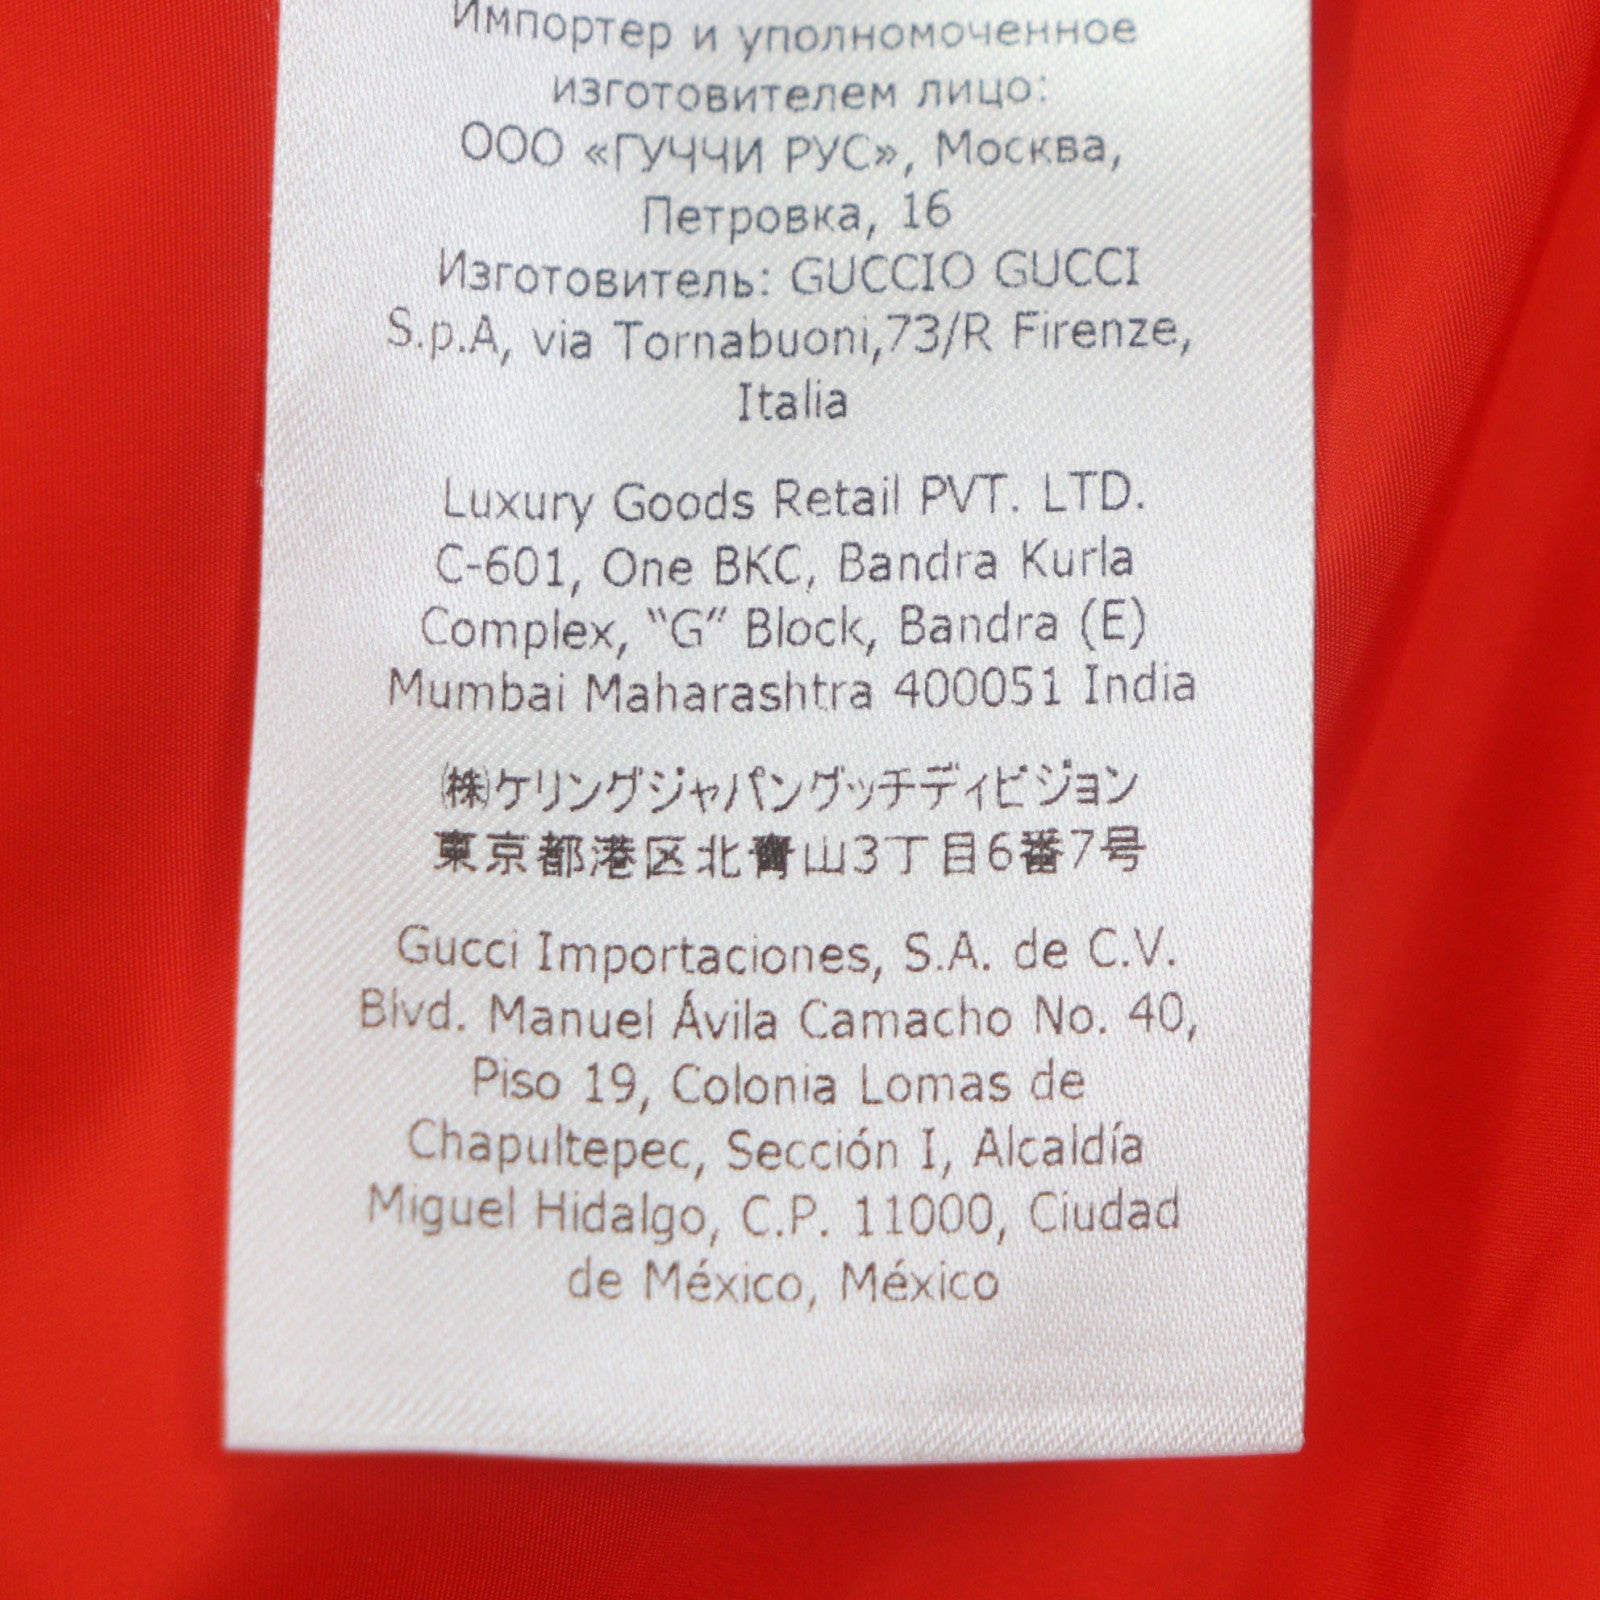 Импортер и уполномоченное
изготовителем лицо:
ООО «ГУЧЧИ РУС», Москва,
Петровка, 16
Изготовитель: GUCCIO GUCCI
S.p.A, via Tornabuoni,73/R Firenze,
Italia
Luxury Goods Retail PVT. LTD.
C-601, One BKC, Bandra Kurla
Complex, “G” Block, Bandra (E)
Mumbai Maharashtra 400051 India
㈱ケリングジャパングッチディビジョン
東京都港区北青山3丁目6番7号
Gucci Importaciones, S.A. de C.V.
Blvd. Manuel Ávila Camacho No. 40,
Piso 19, Colonia Lomas de
Chapultepec, Sección I, Alcaldía
Miguel Hidalgo, C.P. 11000, Ciudad
de México, México